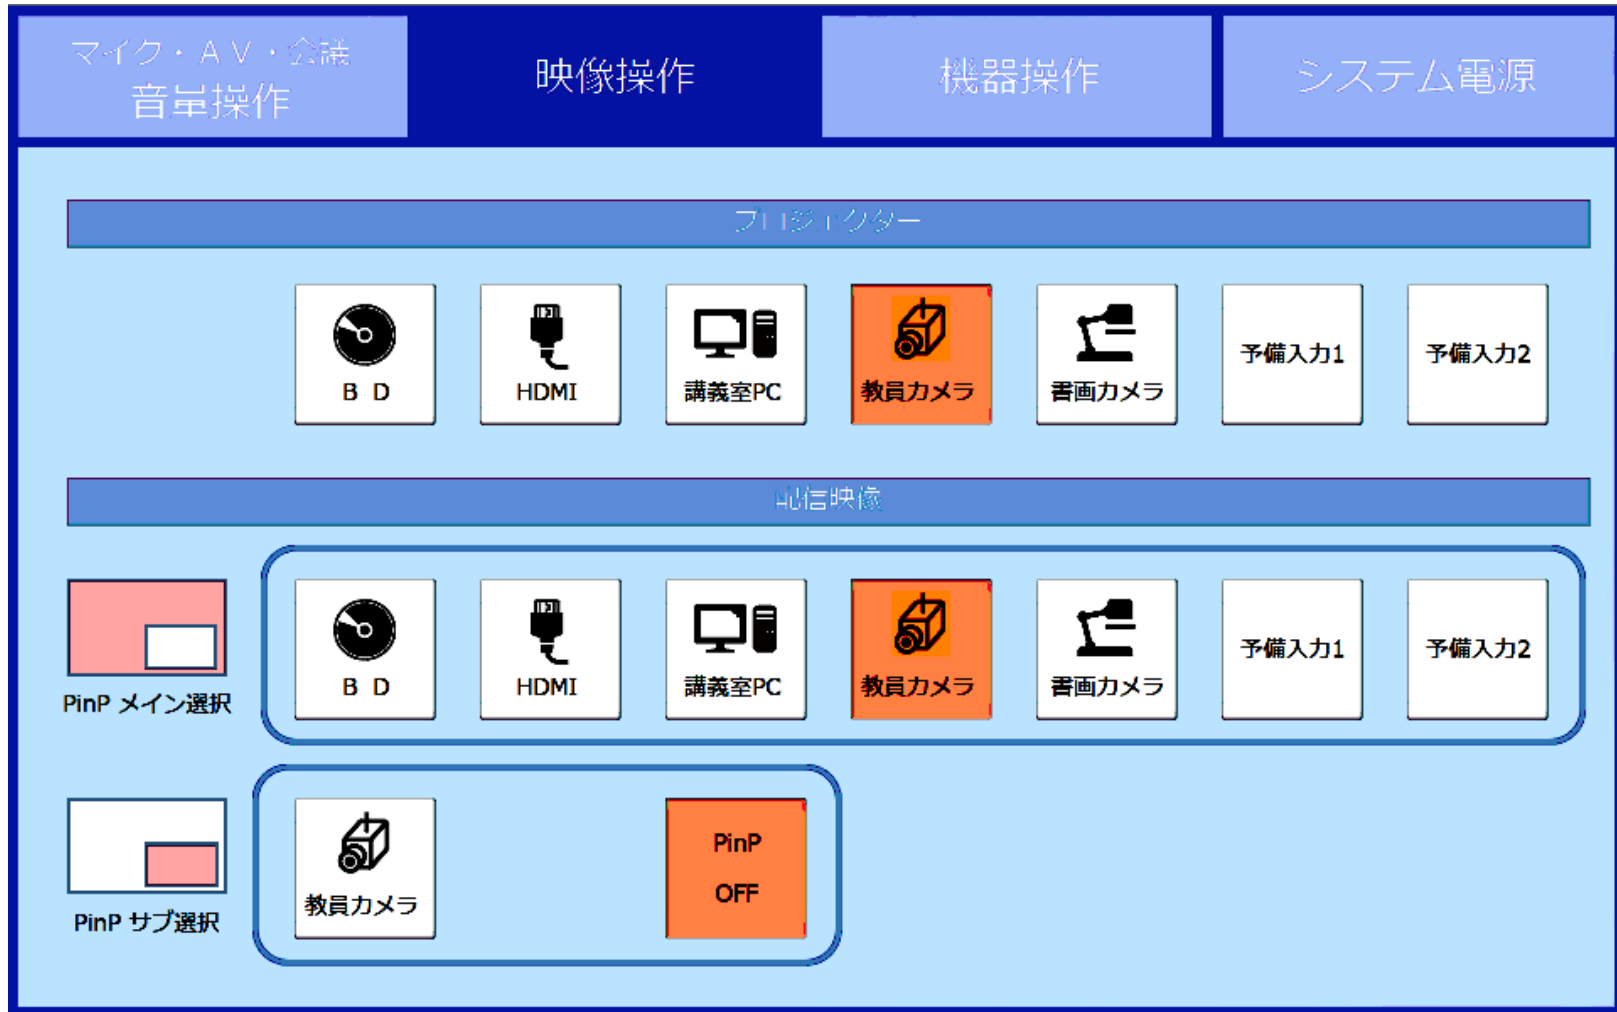 マイク・ＡＶ・会議
音量操作
映像操作
機器操作
システム電源
プロジェクター
ＢＤ
HDMI
講義室PC
教員カメラ
書画カメラ
予備入力1
予備入力2
配信映像
PinP メイン選択
ＢＤ
HDMI
講義室PC
教員カメラ
書画カメラ
予備入力1
予備入力2
PinP サブ選択
教員カメラ
PinP
OFF